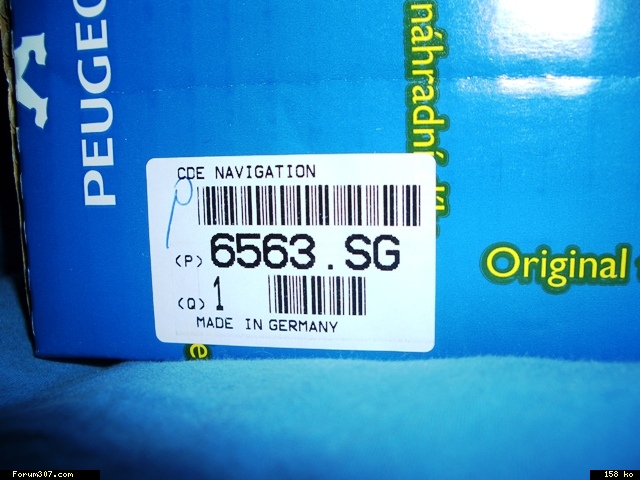 PEUGEO
náhradní
CDE NAVIGATION
(P) 6563.SG
(Q) 1
MADE IN GERMANY
Original
Forum307.com
158 ko